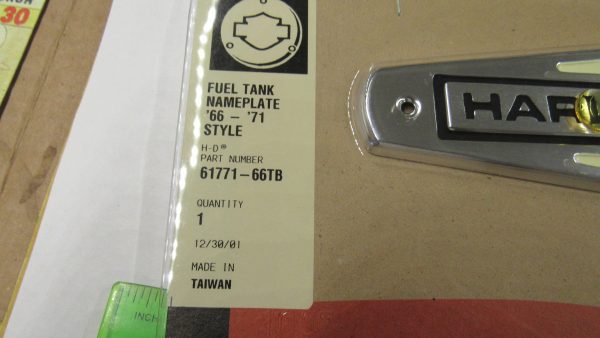 30
FUEL TANK
NAMEPLATE
'66 – '71
STYLE
H-D®
PART NUMBER
61771–66TB
QUANTITY
1
12/30/01
MADE IN
TAIWAN
INCH
HARL